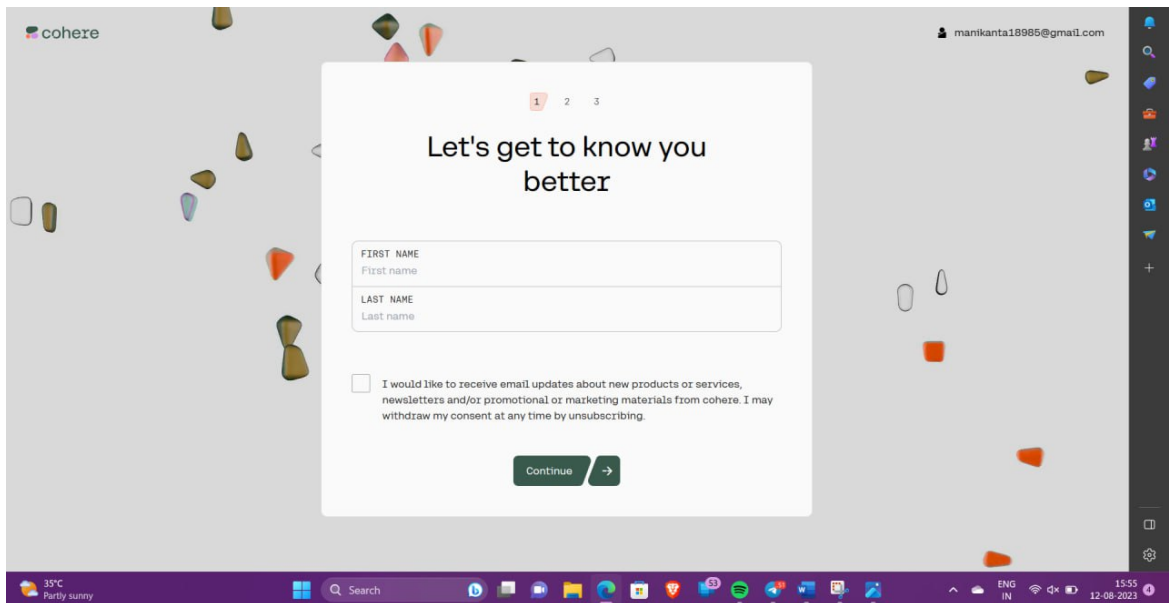 cohere
manikanta18985@gmail.com
1 2 3
Let's get to know you
better
FIRST NAME
First name
LAST NAME
Last name
I would like to receive email updates about new products or services,
newsletters and/or promotional or marketing materials from cohere. I may
withdraw my consent at any time by unsubscribing.
Continue
35°C
Partly sunny
Search
53
ENG
IN
15:55
12-08-2023
4